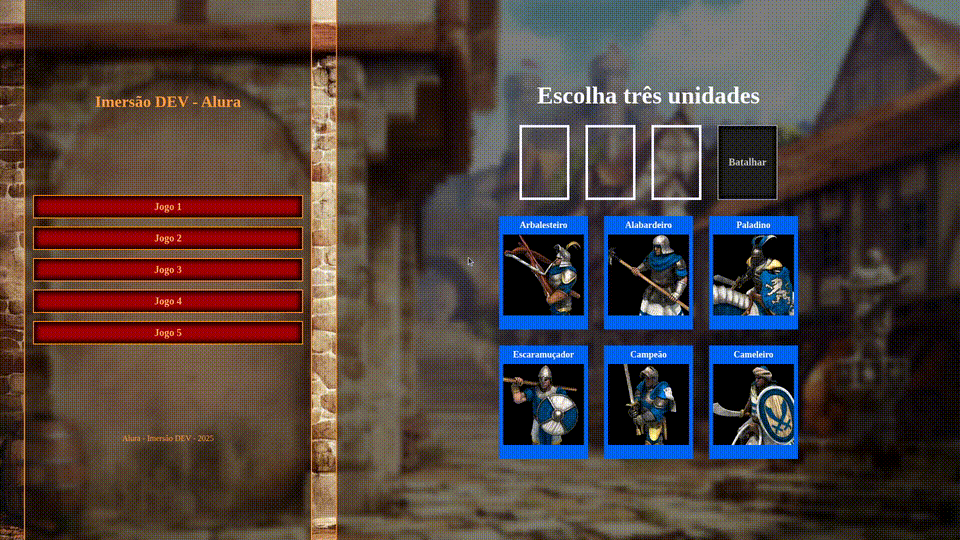 Imersão DEV - Alura
Jogo 1
Jogo 2
Jogo 3
Jogo 4
Jogo 5
Alura - Imersão DEV - 2025
Escolha três unidades
Batalhar
Arbalesteiro
Alabardeiro
Paladino
Escaramuçador
Campeão
Cameleiro